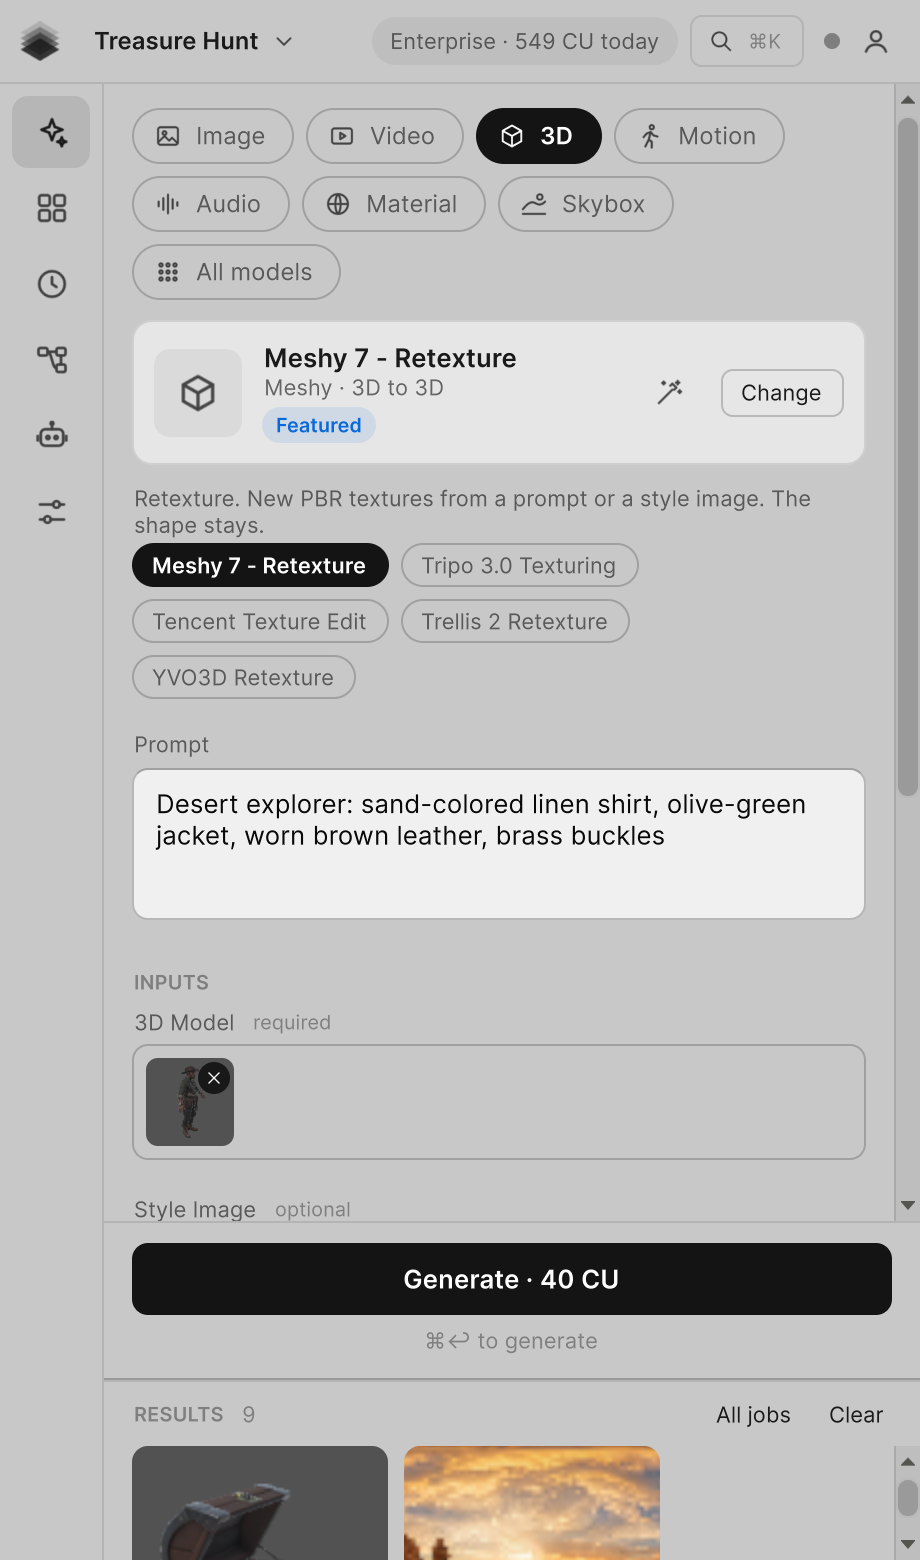 Treasure Hunt
Enterprise · 549 CU today
⌘K
Image
Video
3D
Motion
Audio
Material
Skybox
All models
Meshy 7 - Retexture
Meshy · 3D to 3D
Featured
Change
Retexture. New PBR textures from a prompt or a style image. The
shape stays.
Meshy 7 - Retexture
Tripo 3.0 Texturing
Tencent Texture Edit
Trellis 2 Retexture
YVO3D Retexture
Prompt
Desert explorer: sand-colored linen shirt, olive-green
jacket, worn brown leather, brass buckles
INPUTS
3D Model required
Style Image optional
Generate · 40 CU
⌘↩ to generate
RESULTS 9
All jobs
Clear